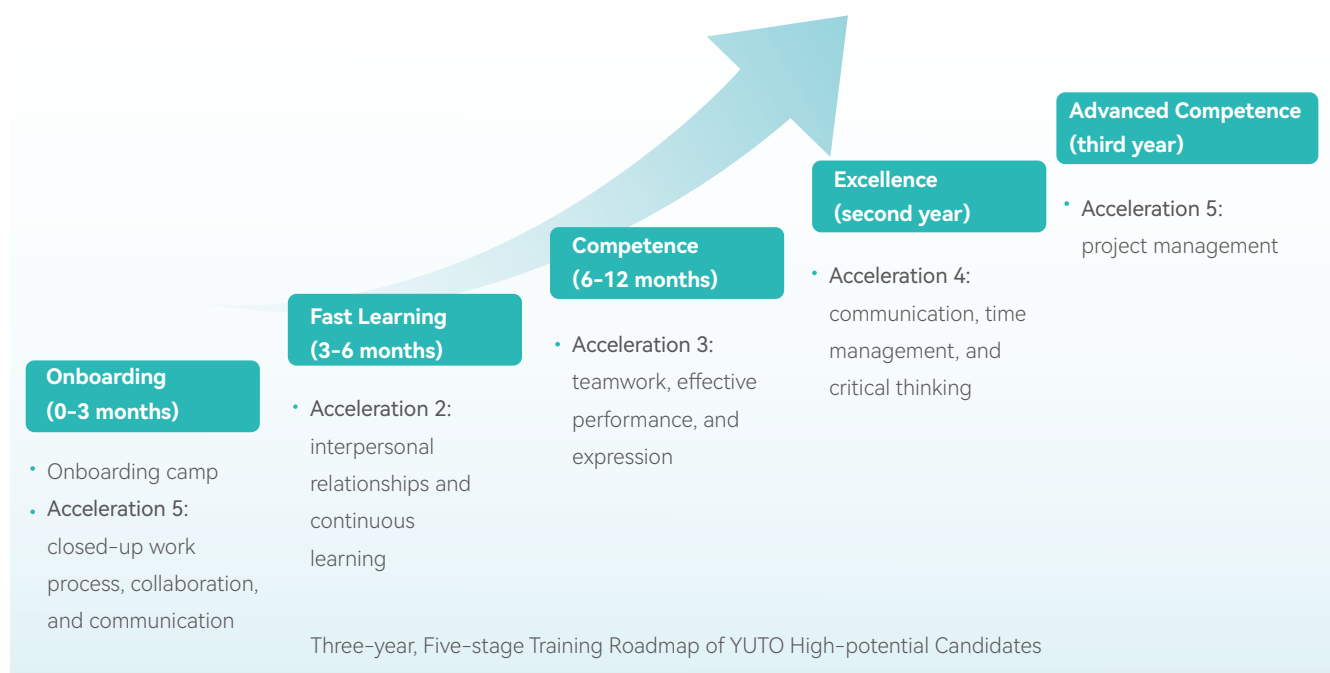 Onboarding
(0-3 months)
• Onboarding camp
• Acceleration 5:
closed-up work
process, collaboration,
and communication
Fast Learning
(3-6 months)
• Acceleration 2:
interpersonal
relationships and
continuous
learning
Competence
(6-12 months)
• Acceleration 3:
teamwork, effective
performance, and
expression
Excellence
(second year)
• Acceleration 4:
communication, time
management, and
critical thinking
Advanced Competence
(third year)
• Acceleration 5:
project management
Three-year, Five-stage Training Roadmap of YUTO High-potential Candidates